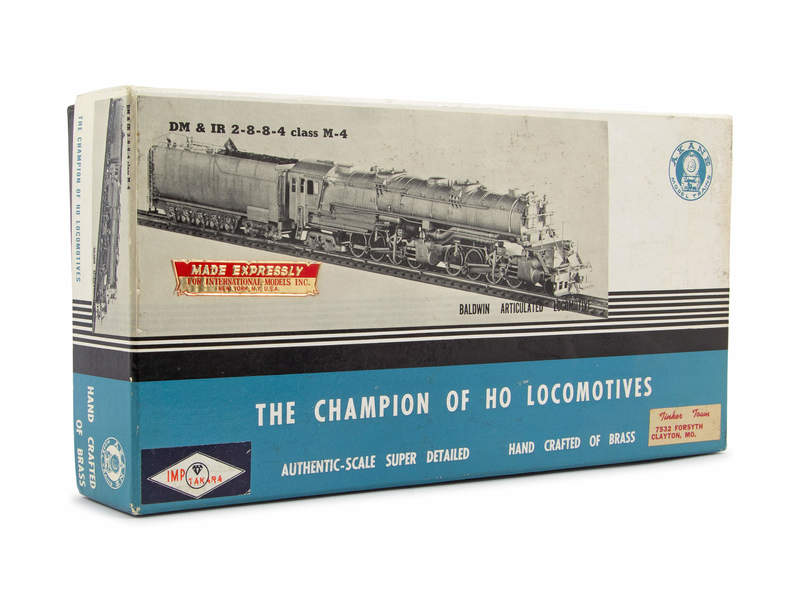 DM & IR 2-8-8-4 class M-4
AKANE
MODEL TRAINS
MADE EXPRESSLY
FOR INTERNATIONAL MODELS INC.
NEW YORK, N.Y. U.S.A.
BALDWIN ARTICULATED LOCOMOTIVE
THE CHAMPION OF HO LOCOMOTIVES
AUTHENTIC-SCALE SUPER DETAILED
HAND CRAFTED OF BRASS
Tinker Town
7532 FORSYTH
CLAYTON, MO.
IMP
TAKARA
THE CHAMPION OF HO LOCOMOTIVES
HAND CRAFTED
OF BRASS